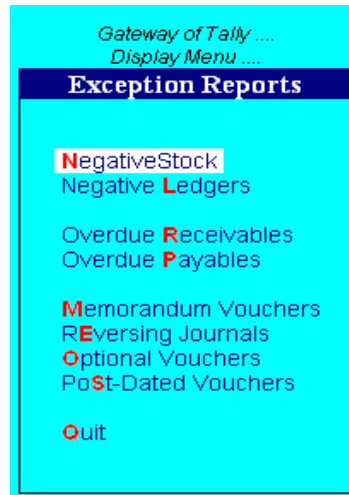 Gateway of Tally ....
Display Menu ....
Exception Reports
NegativeStock
Negative Ledgers
Overdue Receivables
Overdue Payables
Memorandum Vouchers
REversing Journals
Optional Vouchers
PoSt-Dated Vouchers
Quit